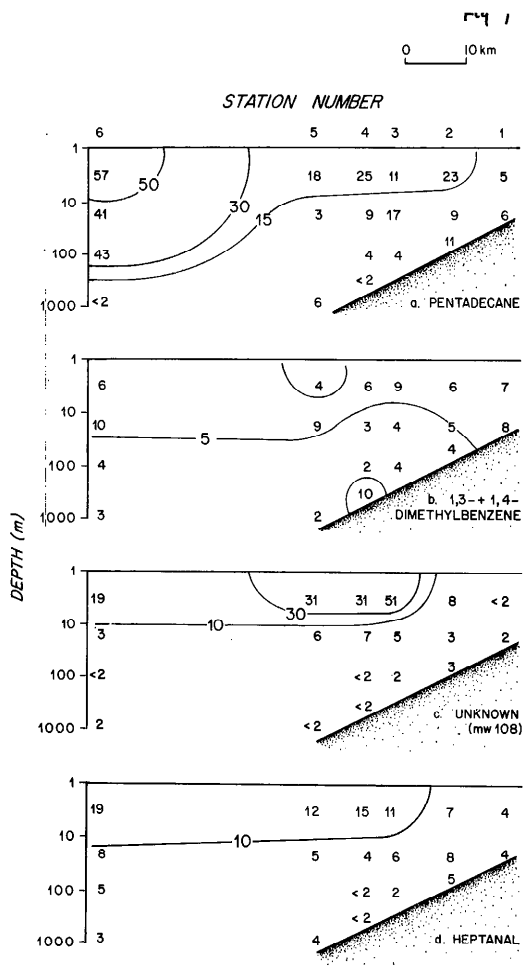 Fig 1
0 10 km
STATION NUMBER
6 5 4 3 2 1
1
57 18 25 11 23 5
50
10
30
41 15 3 9 17 9 6
100
43 4 4 11
<2
1000 <2 6
a. PENTADECANE
1
6 4 6 9 6 7
10
10 9 3 4 5 8
5
100 4 2 4 4
10
b. 1,3-+ 1,4-
1000 3 2
DIMETHYLBENZENE
DEPTH (m)
1
19 31 31 51 8 <2
30
10 10
3 6 7 5 3 2
100 <2 <2 2 3
<2
c. UNKNOWN
1000 2 <2
(mw 108)
1
19 12 15 11 7 4
10 10
8 5 4 6 8 4
100 5 <2 2 5
<2
1000 3 4
d. HEPTANAL